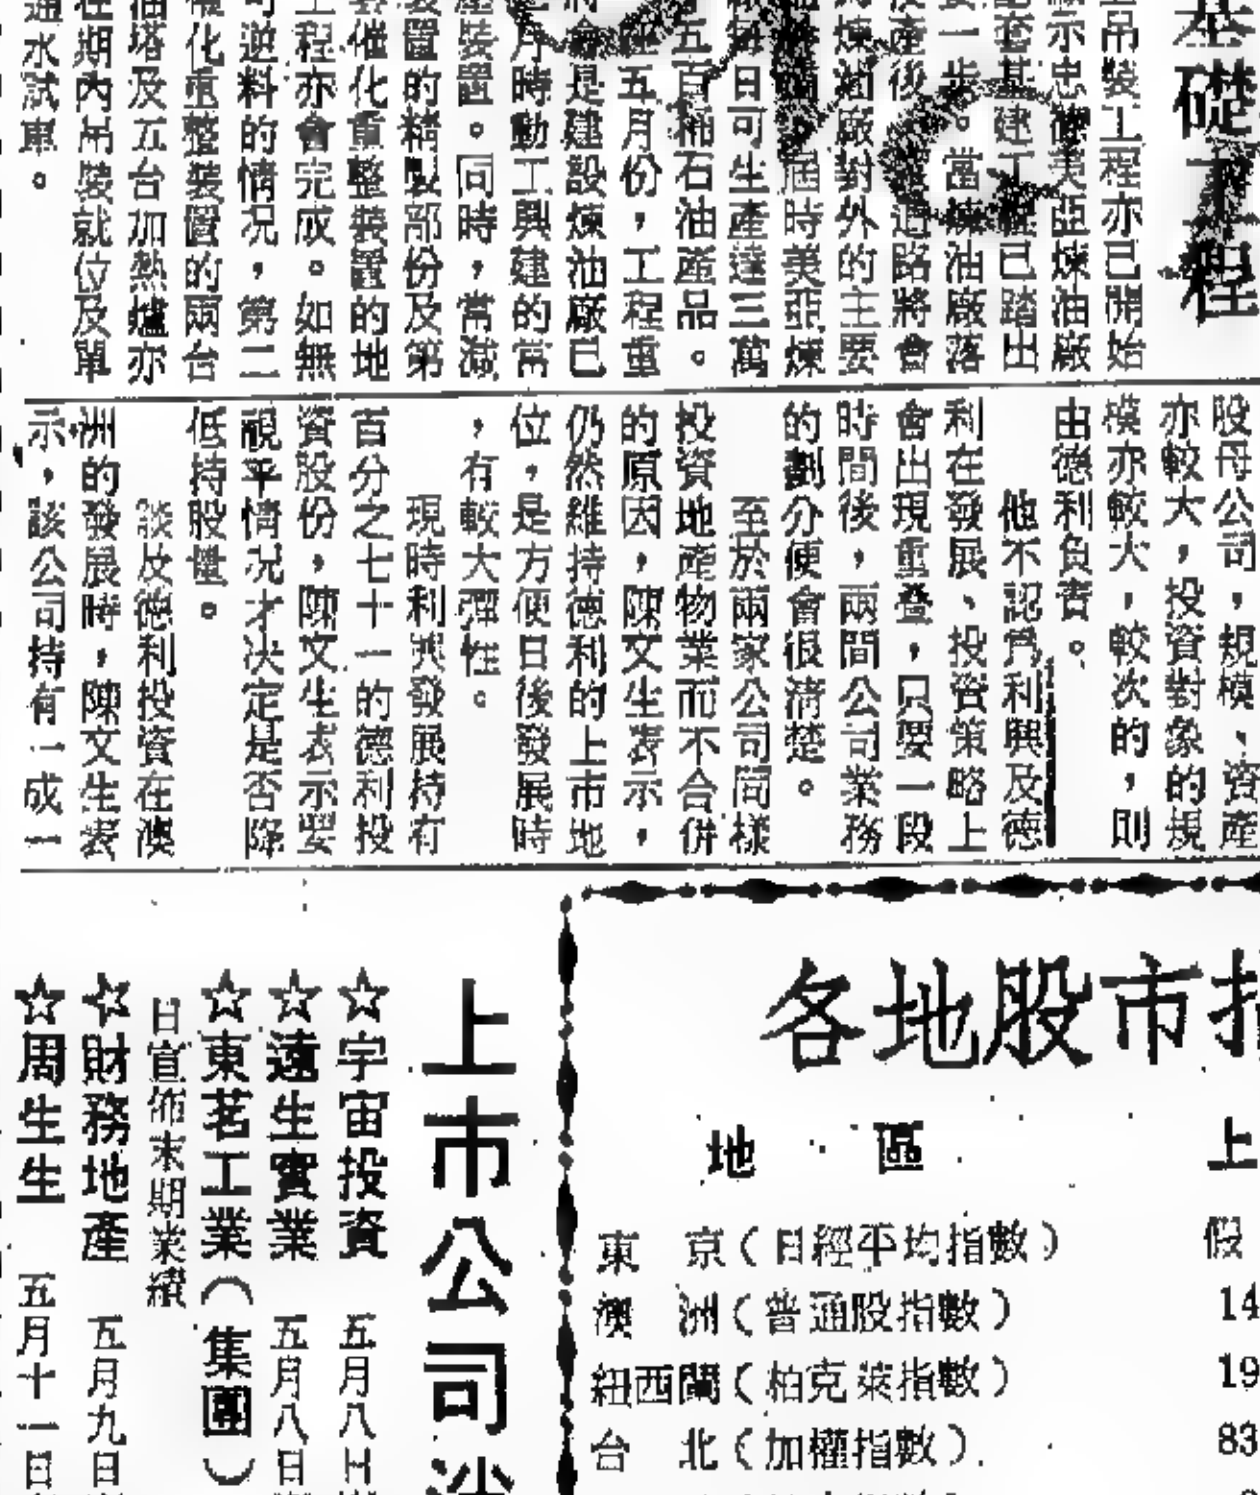 基礎工程
吊裝工程亦已開始
示忠美亞煉油廠
套基建工程已踏出
一步。當煉油廠落
產後
路將會
煉油廠對外的主要
屆時美亞煉
每日可生產達三萬
五百桶石油產品。
五月份，工程重
是建設煉油廠已
月時動工興建的常
產裝置。同時，常減
裝置的精製部份及第
催化重整裝置的地
工程亦會完成。如無
可逆料的情况，第二
催化重整裝置的兩台
油塔及五台加熱爐亦
在期內吊裝就位及單
通水試車。
股母公司，規模、資產
亦較大，投資對象的規
模亦較大，較次的，則
由德利負責。
他不認爲利興及德
利在發展、投資策略上
會出現重叠，只要一段
時間後，兩間公司業務
的劃分便會很清楚。
至於兩家公司同樣
投資地產物業而不合併
的原因，陳文生表示，
仍然維持德利的上市地
位，是方便日後發展時
，有較大彈性。
現時利興發展持有
百分之七十一的德利投
資股份，陳文生表示要
視乎情況才決定是否降
低持股量。
談及德利投資在澳
洲的發展時，陳文生表
示，該公司持有一成一
各地股市指
地 區 上
東 京（日經平均指數） 假
澳 洲（普通股指數） 14
紐西蘭（柏克萊指數） 19
台 北（加權指數） 83
上市公司
☆宇宙投資 五月八日
☆遠生實業 五月八日
☆東茗工業（集團）
日宣佈末期業績
☆財務地產 五月九日
☆周生生 五月十一日